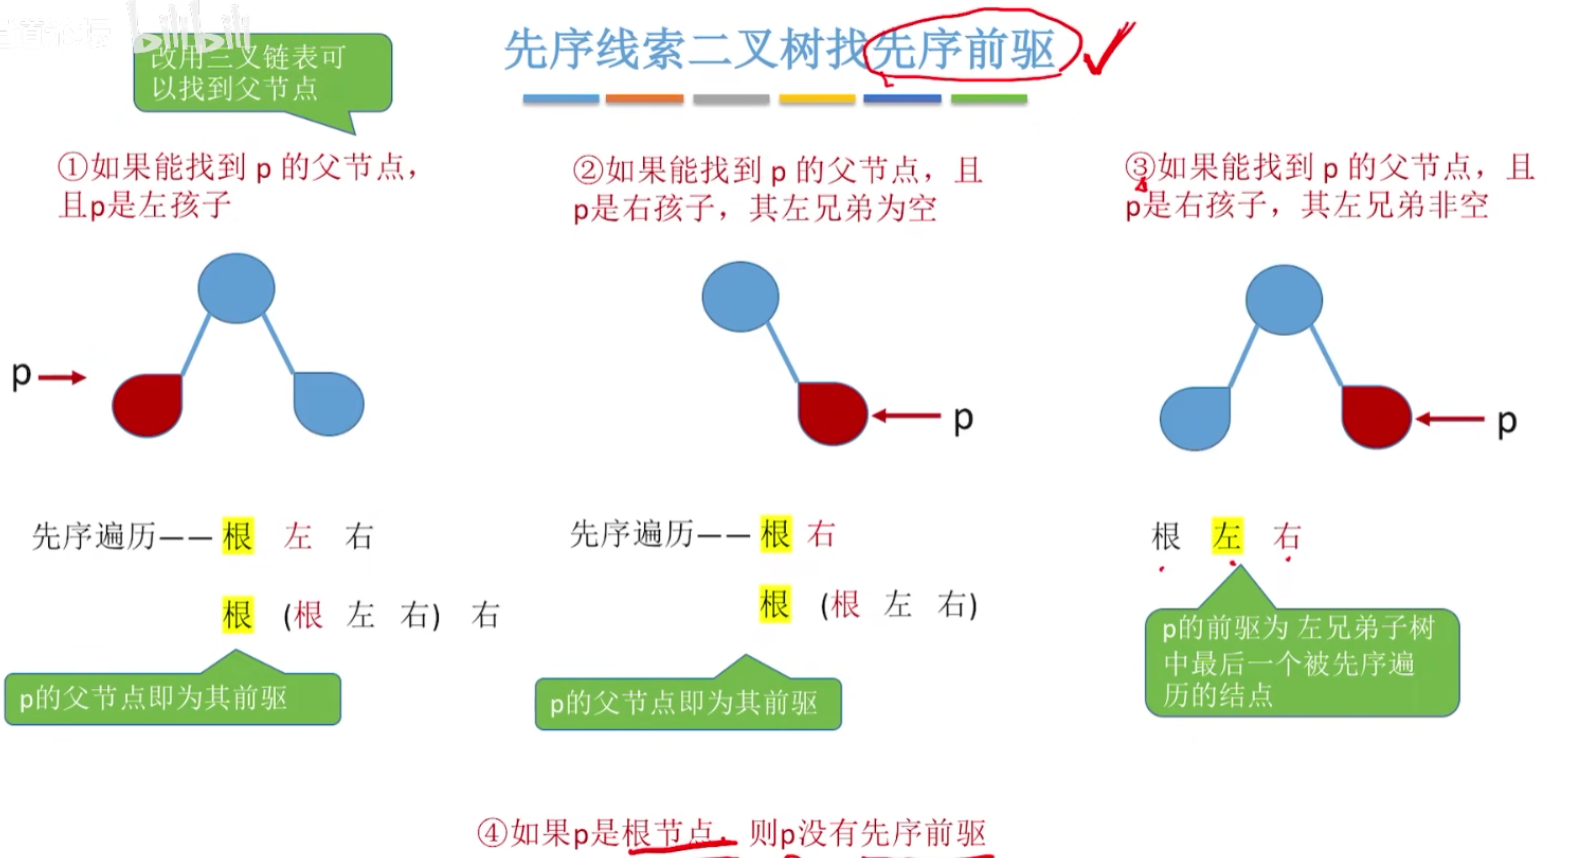 bilibili
先序线索二叉树找先序前驱
改用三叉链表可
以找到父节点
①如果能找到 p 的父节点，
且p是左孩子
②如果能找到 p 的父节点，且
p是右孩子，其左兄弟为空
③如果能找到 p 的父节点，且
p是右孩子，其左兄弟非空
p
p
p
先序遍历—— 根 左 右
根 (根 左 右) 右
p的父节点即为其前驱
先序遍历—— 根 右
根 (根 左 右)
p的父节点即为其前驱
根 左 右
p的前驱为 左兄弟子树
中最后一个被先序遍
历的结点
④如果p是根节点，则p没有先序前驱